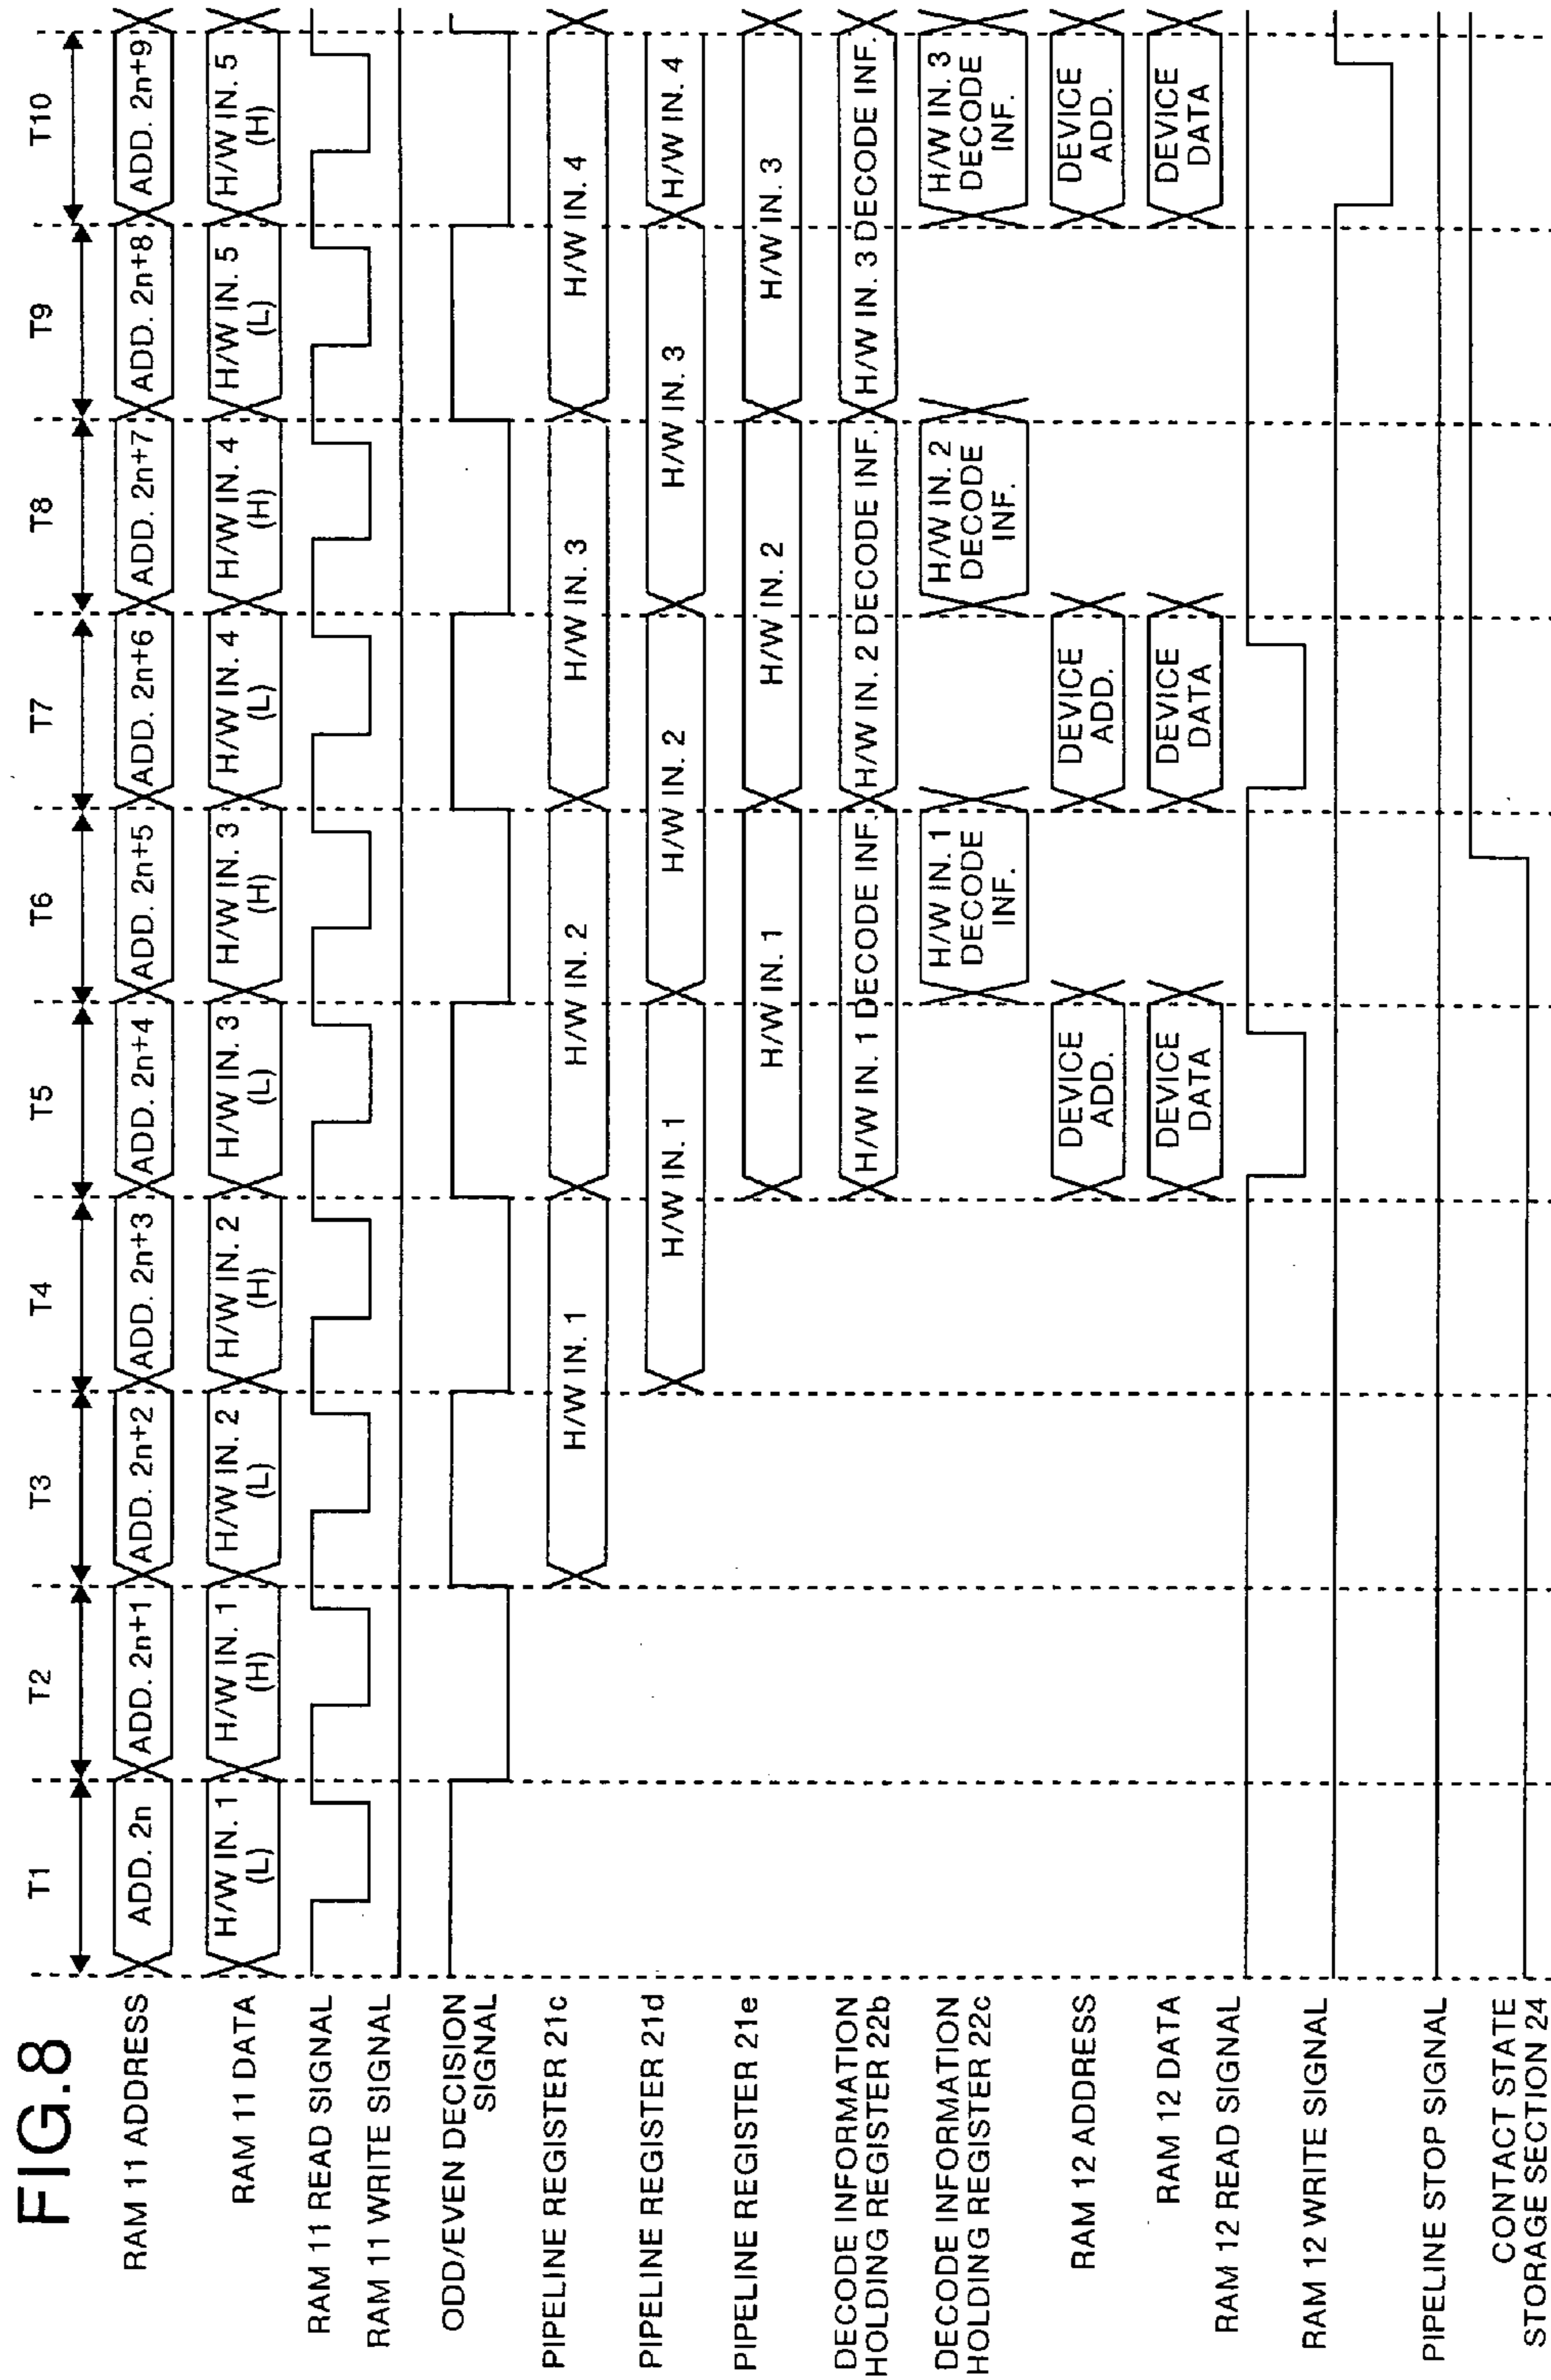 FIG.8
T1 T2 T3 T4 T5 T6 T7 T8 T9 T10
RAM 11 ADDRESS
ADD. 2n ADD. 2n+1 ADD. 2n+2 ADD. 2n+3 ADD. 2n+4 ADD. 2n+5 ADD. 2n+6 ADD. 2n+7 ADD. 2n+8 ADD. 2n+9
RAM 11 DATA
H/W IN. 1 (L)
H/W IN. 1 (H)
H/W IN. 2 (L)
H/W IN. 2 (H)
H/W IN. 3 (L)
H/W IN. 3 (H)
H/W IN. 4 (L)
H/W IN. 4 (H)
H/W IN. 5 (L)
H/W IN. 5 (H)
RAM 11 READ SIGNAL
RAM 11 WRITE SIGNAL
ODD/EVEN DECISION
SIGNAL
PIPELINE REGISTER 21c
H/W IN. 1 H/W IN. 2 H/W IN. 3 H/W IN. 4
PIPELINE REGISTER 21d
H/W IN. 1 H/W IN. 2 H/W IN. 3 H/W IN. 4
PIPELINE REGISTER 21e
H/W IN. 1 H/W IN. 2 H/W IN. 3
DECODE INFORMATION
HOLDING REGISTER 22b
H/W IN. 1 DECODE INF. H/W IN. 2 DECODE INF. H/W IN. 3 DECODE INF.
DECODE INFORMATION
HOLDING REGISTER 22c
H/W IN. 1
DECODE
INF.
H/W IN. 2
DECODE
INF.
H/W IN. 3
DECODE
INF.
RAM 12 ADDRESS
DEVICE
ADD.
DEVICE
ADD.
DEVICE
ADD.
RAM 12 DATA
DEVICE
DATA
DEVICE
DATA
DEVICE
DATA
RAM 12 READ SIGNAL
RAM 12 WRITE SIGNAL
PIPELINE STOP SIGNAL
CONTACT STATE
STORAGE SECTION 24